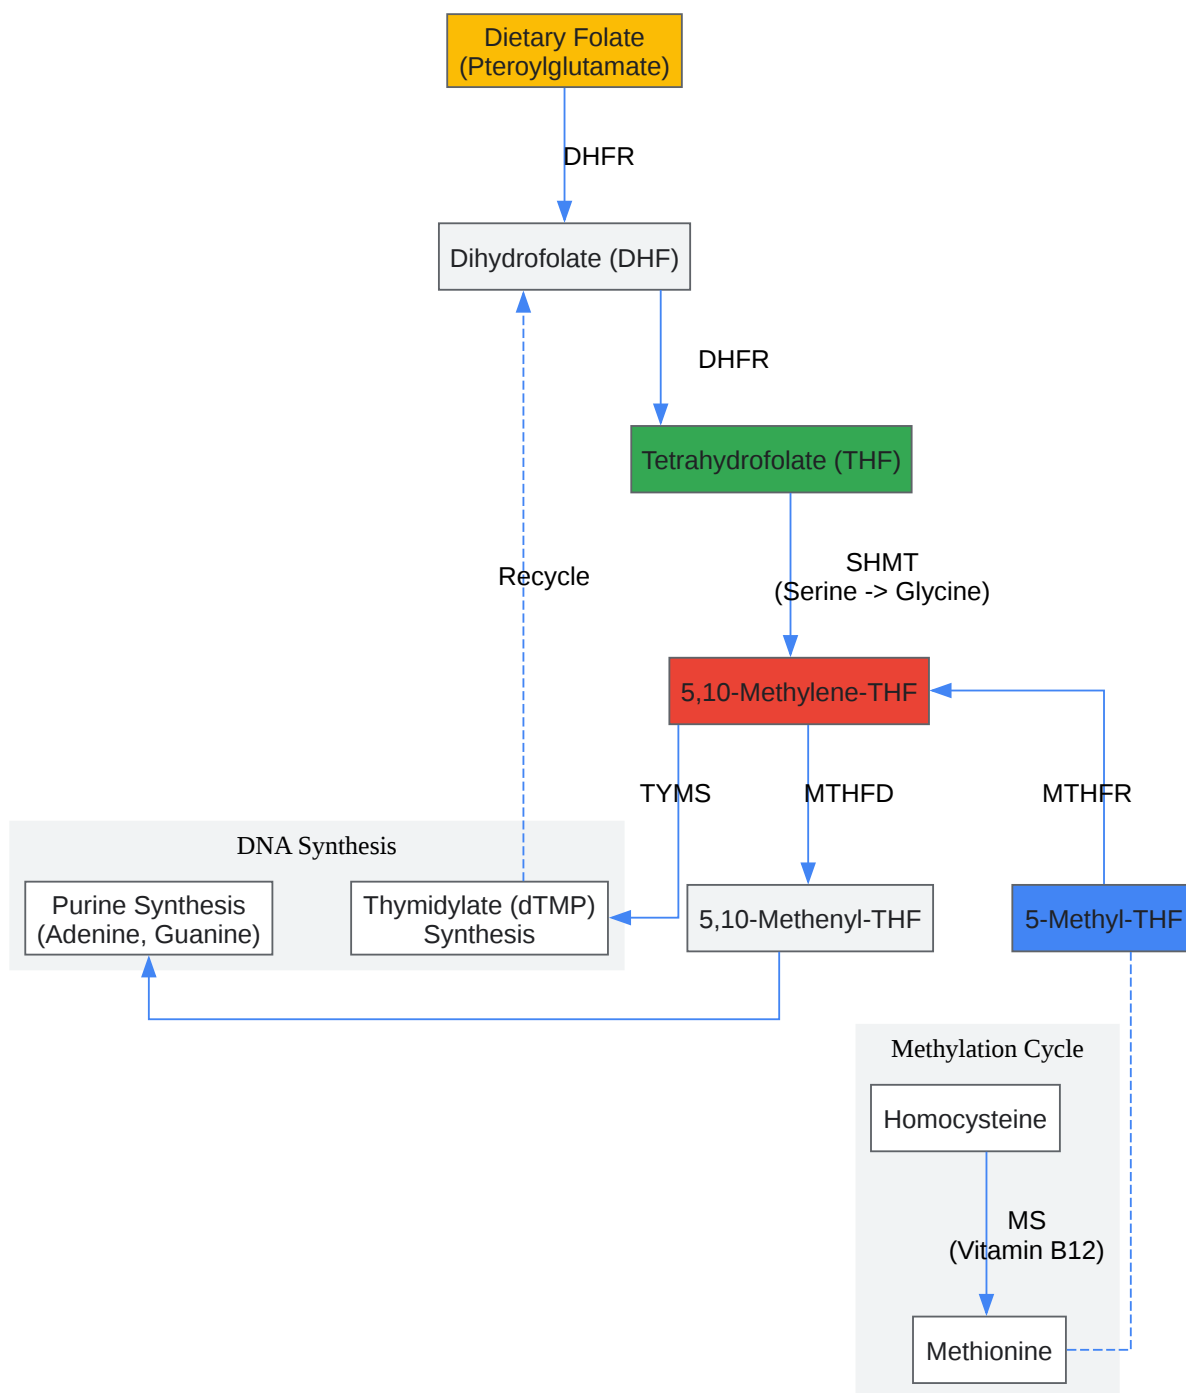 Dietary Folate
(Pteroylglutamate)
DHFR
Dihydrofolate (DHF)
DHFR
Tetrahydrofolate (THF)
SHMT
(Serine -> Glycine)
Recycle
5,10-Methylene-THF
TYMS
MTHFD
MTHFR
DNA Synthesis
Purine Synthesis
(Adenine, Guanine)
Thymidylate (dTMP)
Synthesis
5,10-Methenyl-THF
5-Methyl-THF
Methylation Cycle
Homocysteine
MS
(Vitamin B12)
Methionine